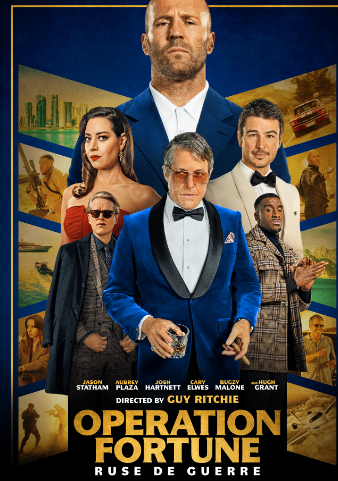 JASON AUBREY JOSH CARY BUGZY AND HUGH
STATHAM PLAZA HARTNETT ELWES MALONE GRANT
DIRECTED BY GUY RITCHIE
OPERATION
FORTUNE
RUSE DE GUERRE